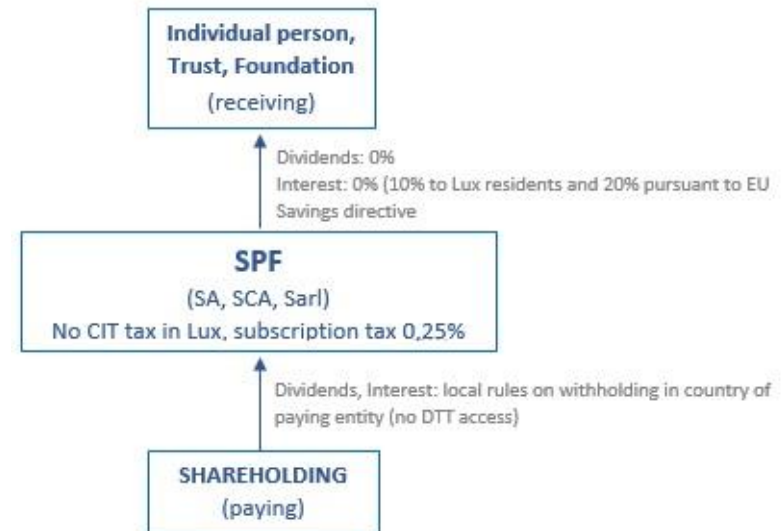 Individual person,
Trust, Foundation
(receiving)
Dividends: 0%
Interest: 0% (10% to Lux residents and 20% pursuant to EU
Savings directive
SPF
(SA, SCA, Sarl)
No CIT tax in Lux, subscription tax 0,25%
Dividends, Interest: local rules on withholding in country of
paying entity (no DTT access)
SHAREHOLDING
(paying)